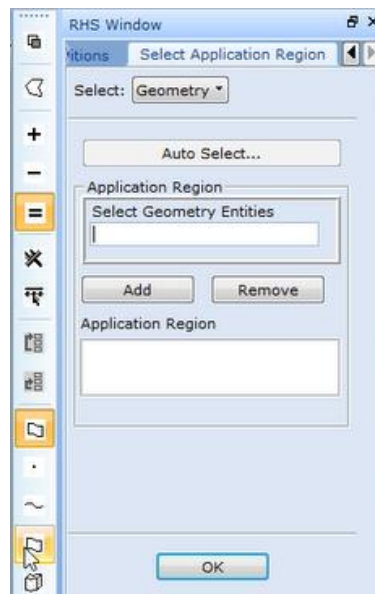 RHS Window
itions Select Application Region
Select: Geometry
Auto Select...
Application Region
Select Geometry Entities
Add Remove
Application Region
OK